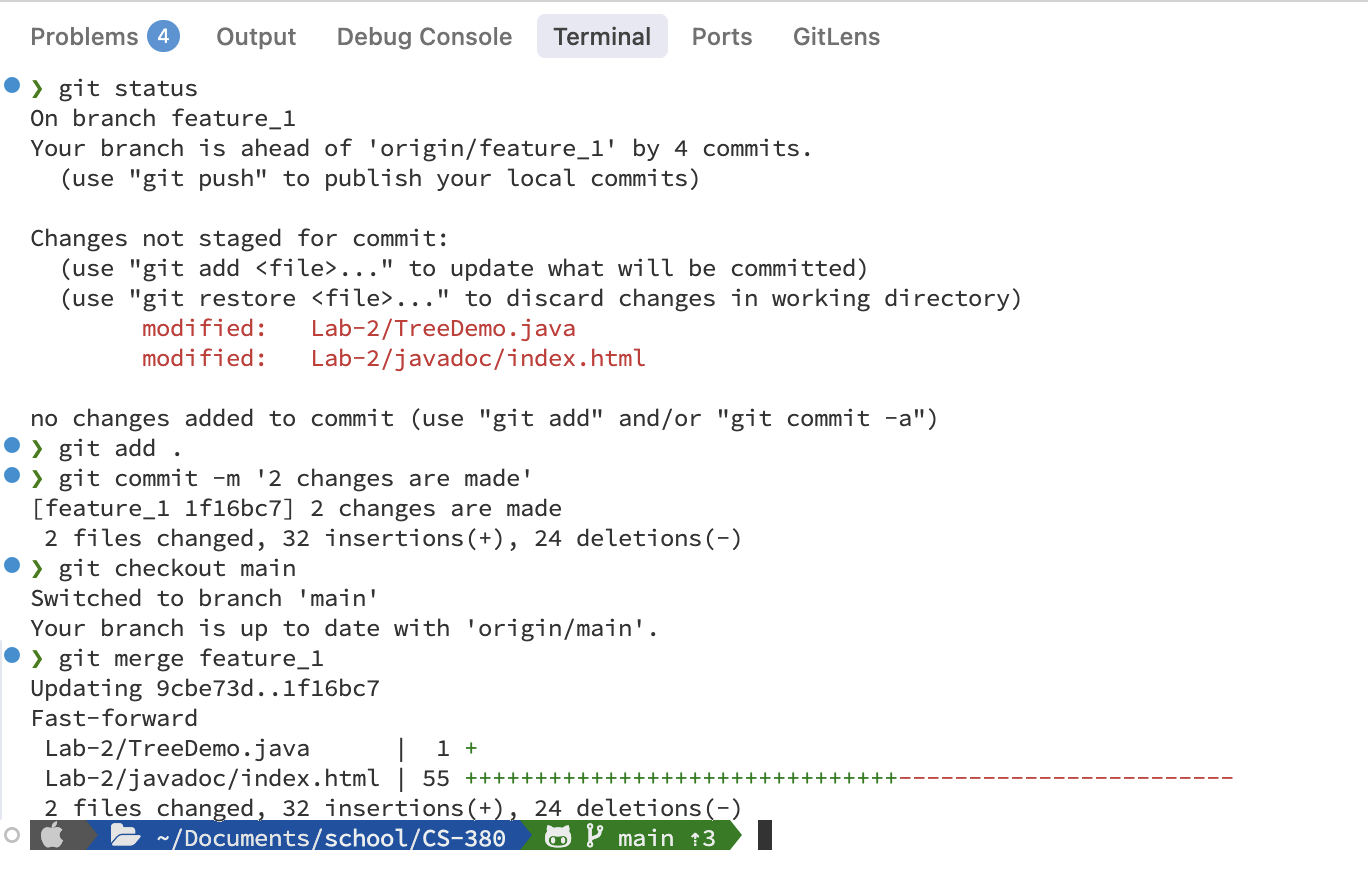 Problems 4 Output Debug Console Terminal Ports GitLens
❯ git status
On branch feature_1
Your branch is ahead of 'origin/feature_1' by 4 commits.
  (use "git push" to publish your local commits)

Changes not staged for commit:
  (use "git add <file>..." to update what will be committed)
  (use "git restore <file>..." to discard changes in working directory)
        modified:   Lab-2/TreeDemo.java
        modified:   Lab-2/javadoc/index.html

no changes added to commit (use "git add" and/or "git commit -a")
❯ git add .
❯ git commit -m '2 changes are made'
[feature_1 1f16bc7] 2 changes are made
 2 files changed, 32 insertions(+), 24 deletions(-)
❯ git checkout main
Switched to branch 'main'
Your branch is up to date with 'origin/main'.
❯ git merge feature_1
Updating 9cbe73d..1f16bc7
Fast-forward
 Lab-2/TreeDemo.java      |  1 +
 Lab-2/javadoc/index.html | 55 +++++++++++++++++++++++++++++++------------------------
 2 files changed, 32 insertions(+), 24 deletions(-)
~/Documents/school/CS-380 main ⇡3